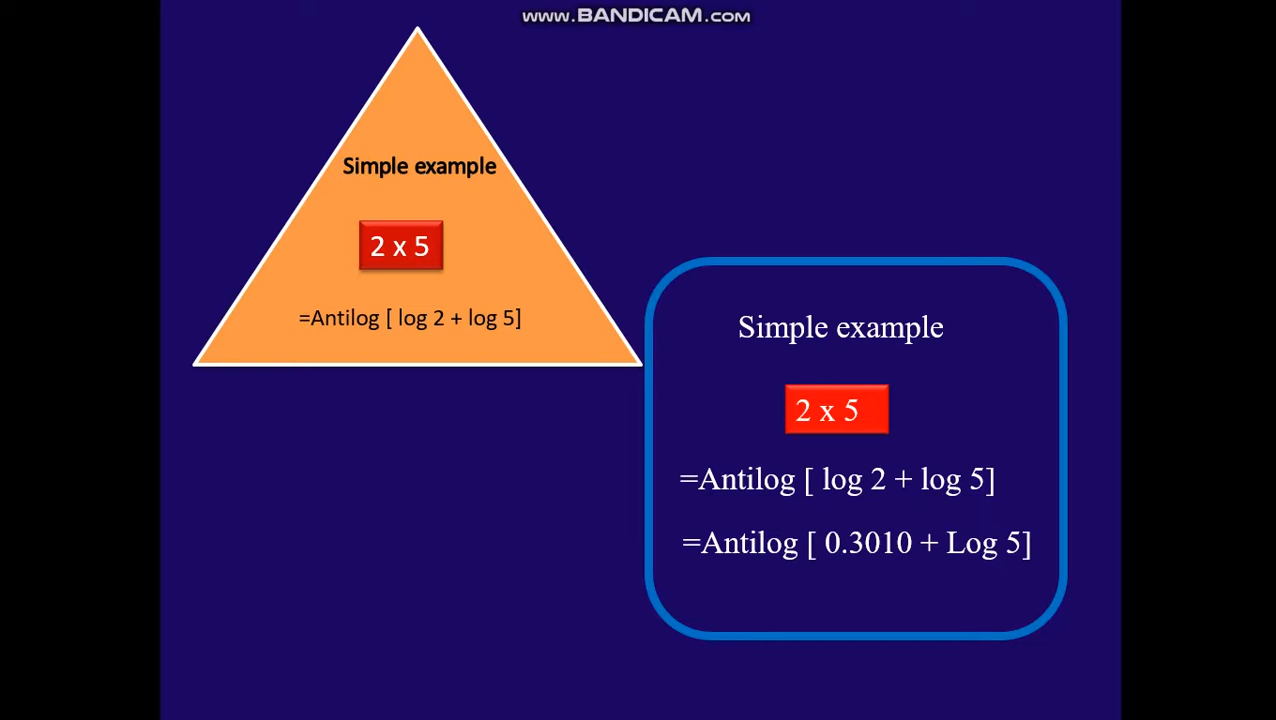 www.BANDICAM.com
Simple example
2 x 5
=Antilog [ log 2 + log 5]
Simple example
2 x 5
=Antilog [ log 2 + log 5]
=Antilog [ 0.3010 + Log 5]